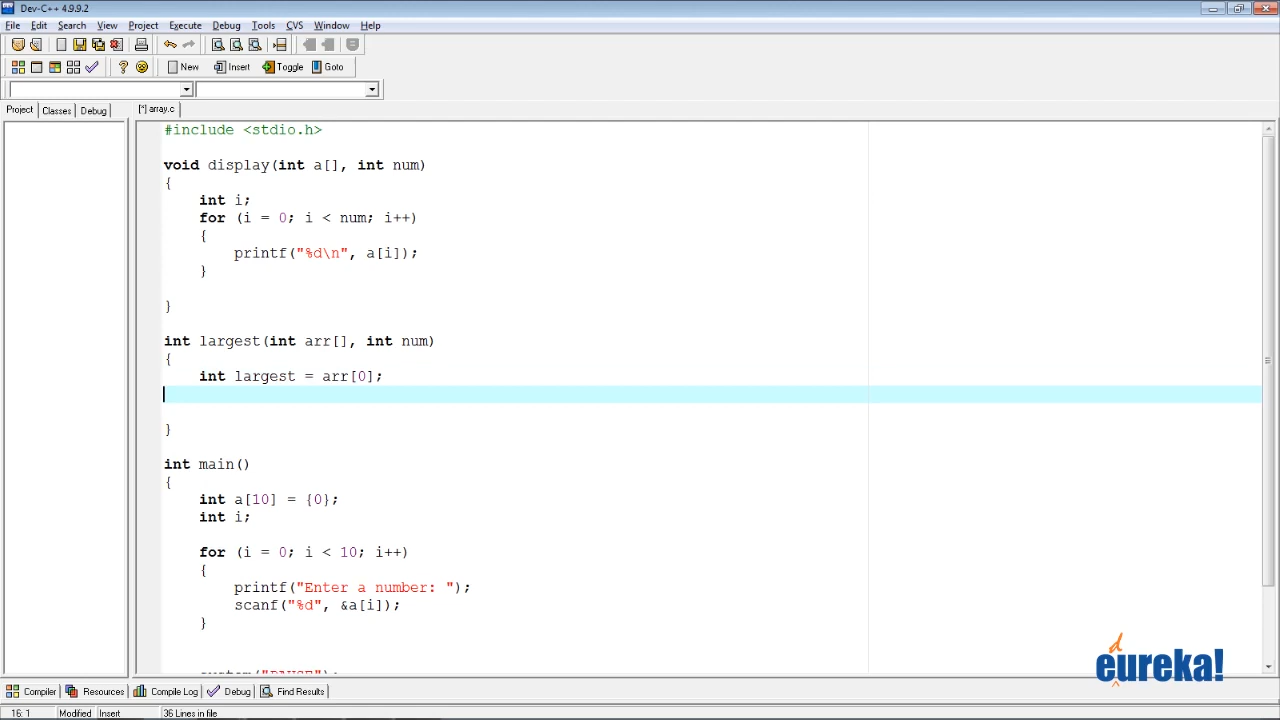 Dev-C++ 4.9.9.2
File Edit Search View Project Execute Debug Tools CVS Window Help
New Insert Toggle Goto
Project Classes Debug [*] array.c
#include <stdio.h>
void display(int a[], int num)
{
int i;
for (i = 0; i < num; i++)
{
printf("%d\n", a[i]);
}
}
int largest(int arr[], int num)
{
int largest = arr[0];
}
int main()
{
int a[10] = {0};
int i;
for (i = 0; i < 10; i++)
{
printf("Enter a number: ");
scanf("%d", &a[i]);
}
system("PAUSE");
edureka!
Compiler Resources Compile Log Debug Find Results
16: 1 Modified Insert 36 Lines in file